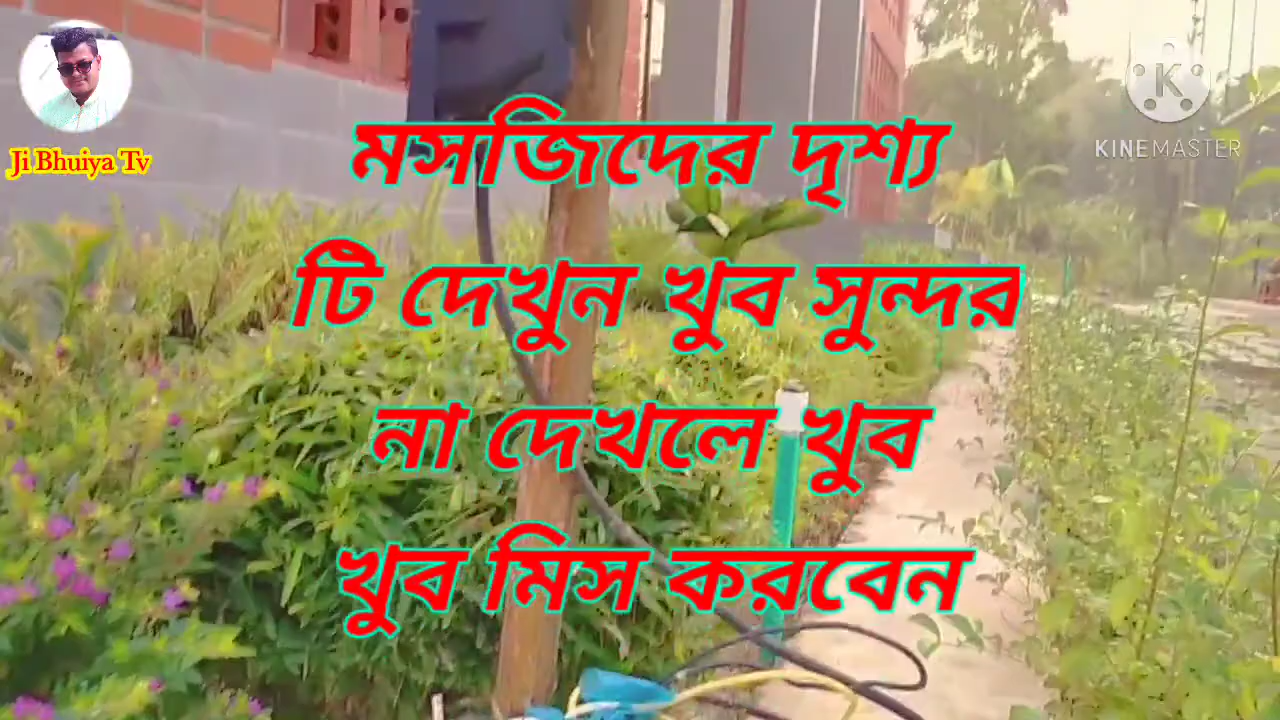 Ji Bhuiya Tv
K
KINEMASTER
মসজিদের দৃশ্য
টি দেখুন খুব সুন্দর
না দেখলে খুব
খুব মিস করবেন